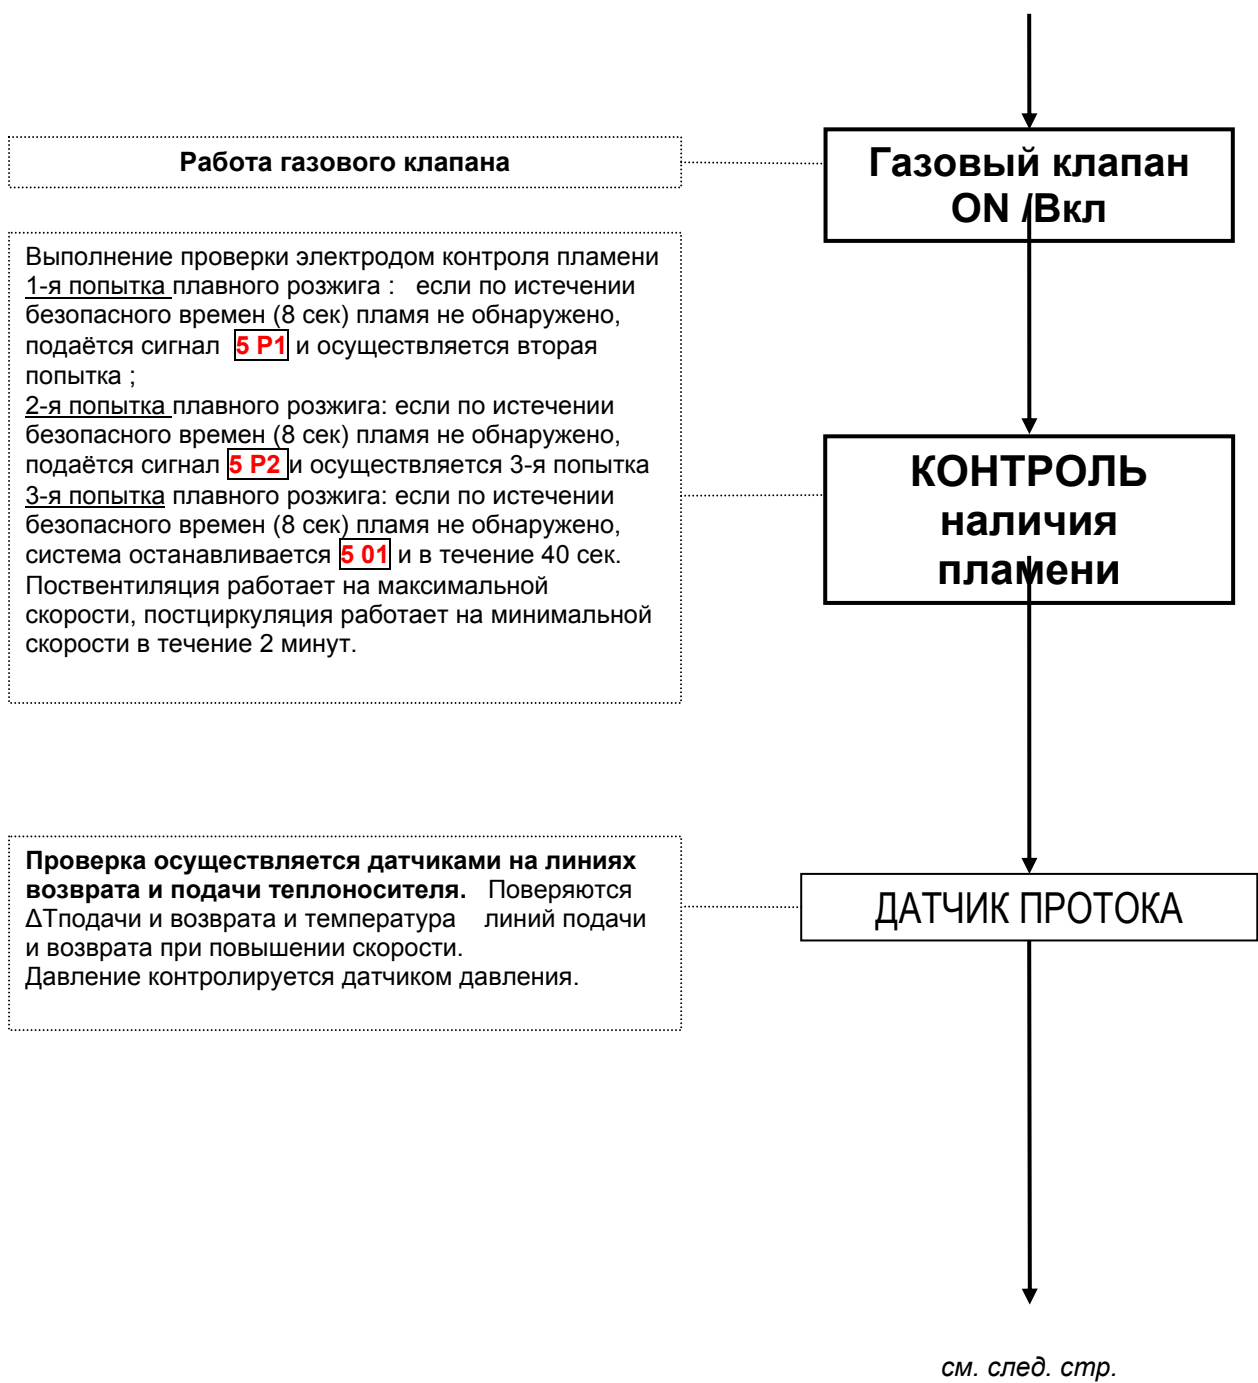 Работа газового клапана
Газовый клапан
ON /Вкл
Выполнение проверки электродом контроля пламени
1-я попытка плавного розжига : если по истечении
безопасного времен (8 сек) пламя не обнаружено,
подаётся сигнал 5 P1 и осуществляется вторая
попытка ;
2-я попытка плавного розжига: если по истечении
безопасного времен (8 сек) пламя не обнаружено,
подаётся сигнал 5 P2 и осуществляется 3-я попытка
3-я попытка плавного розжига: если по истечении
безопасного времен (8 сек) пламя не обнаружено,
система останавливается 5 01 и в течение 40 сек.
Поствентиляция работает на максимальной
скорости, постциркуляция работает на минимальной
скорости в течение 2 минут.
КОНТРОЛЬ
наличия
пламени
Проверка осуществляется датчиками на линиях
возврата и подачи теплоносителя. Поверяются
ΔTподачи и возврата и температура линий подачи
и возврата при повышении скорости.
Давление контролируется датчиком давления.
ДАТЧИК ПРОТОКА
см. след. стр.